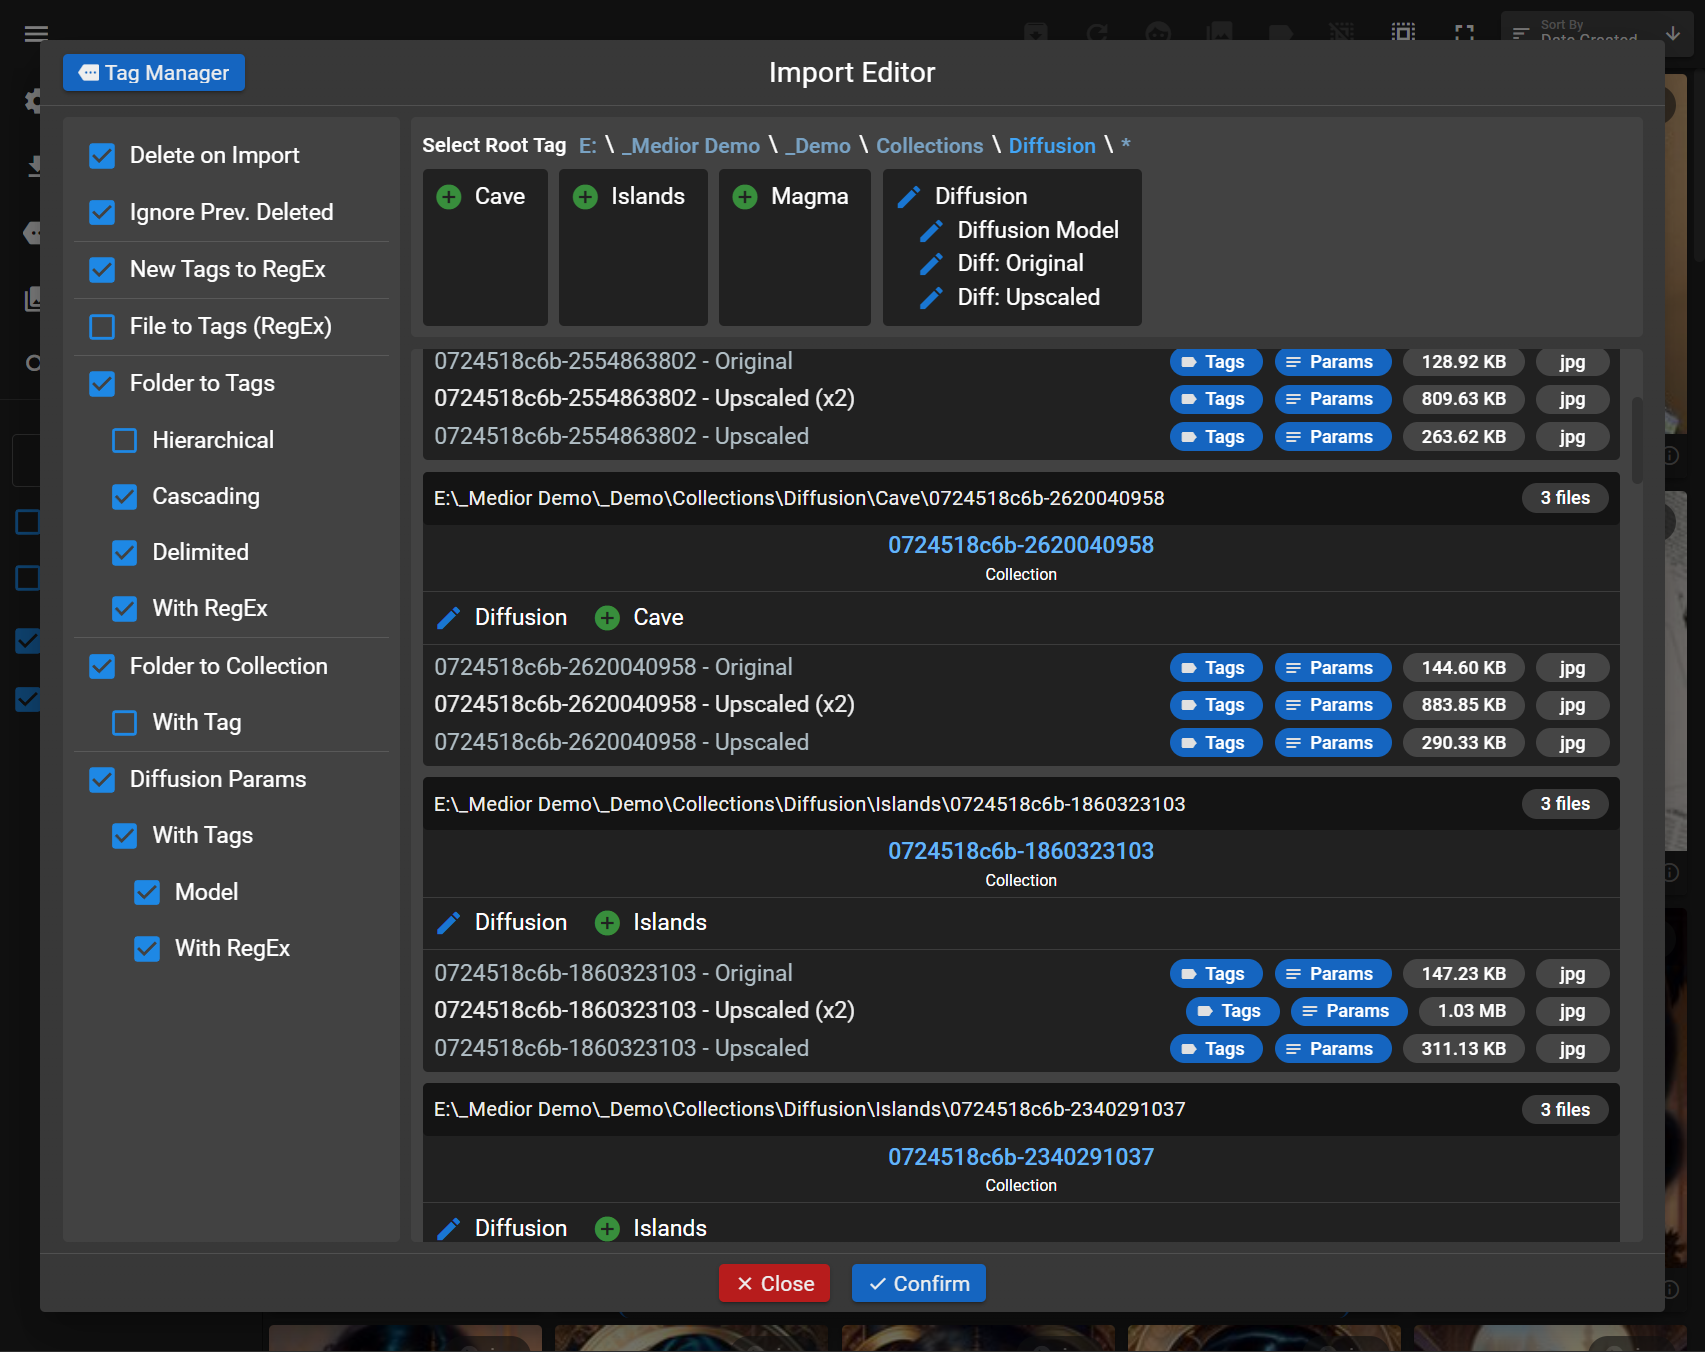 Sort By
Date Created
Tag Manager
Import Editor
Delete on Import
Ignore Prev. Deleted
New Tags to RegEx
File to Tags (RegEx)
Folder to Tags
Hierarchical
Cascading
Delimited
With RegEx
Folder to Collection
With Tag
Diffusion Params
With Tags
Model
With RegEx
Select Root Tag E: \ _Medior Demo \ _Demo \ Collections \ Diffusion \ *
Cave
Islands
Magma
Diffusion
Diffusion Model
Diff: Original
Diff: Upscaled
0724518c6b-2554863802 - Original Tags Params 128.92 KB jpg
0724518c6b-2554863802 - Upscaled (x2) Tags Params 809.63 KB jpg
0724518c6b-2554863802 - Upscaled Tags Params 263.62 KB jpg
E:\_Medior Demo\_Demo\Collections\Diffusion\Cave\0724518c6b-2620040958 3 files
0724518c6b-2620040958
Collection
Diffusion Cave
0724518c6b-2620040958 - Original Tags Params 144.60 KB jpg
0724518c6b-2620040958 - Upscaled (x2) Tags Params 883.85 KB jpg
0724518c6b-2620040958 - Upscaled Tags Params 290.33 KB jpg
E:\_Medior Demo\_Demo\Collections\Diffusion\Islands\0724518c6b-1860323103 3 files
0724518c6b-1860323103
Collection
Diffusion Islands
0724518c6b-1860323103 - Original Tags Params 147.23 KB jpg
0724518c6b-1860323103 - Upscaled (x2) Tags Params 1.03 MB jpg
0724518c6b-1860323103 - Upscaled Tags Params 311.13 KB jpg
E:\_Medior Demo\_Demo\Collections\Diffusion\Islands\0724518c6b-2340291037 3 files
0724518c6b-2340291037
Collection
Diffusion Islands
Close
Confirm